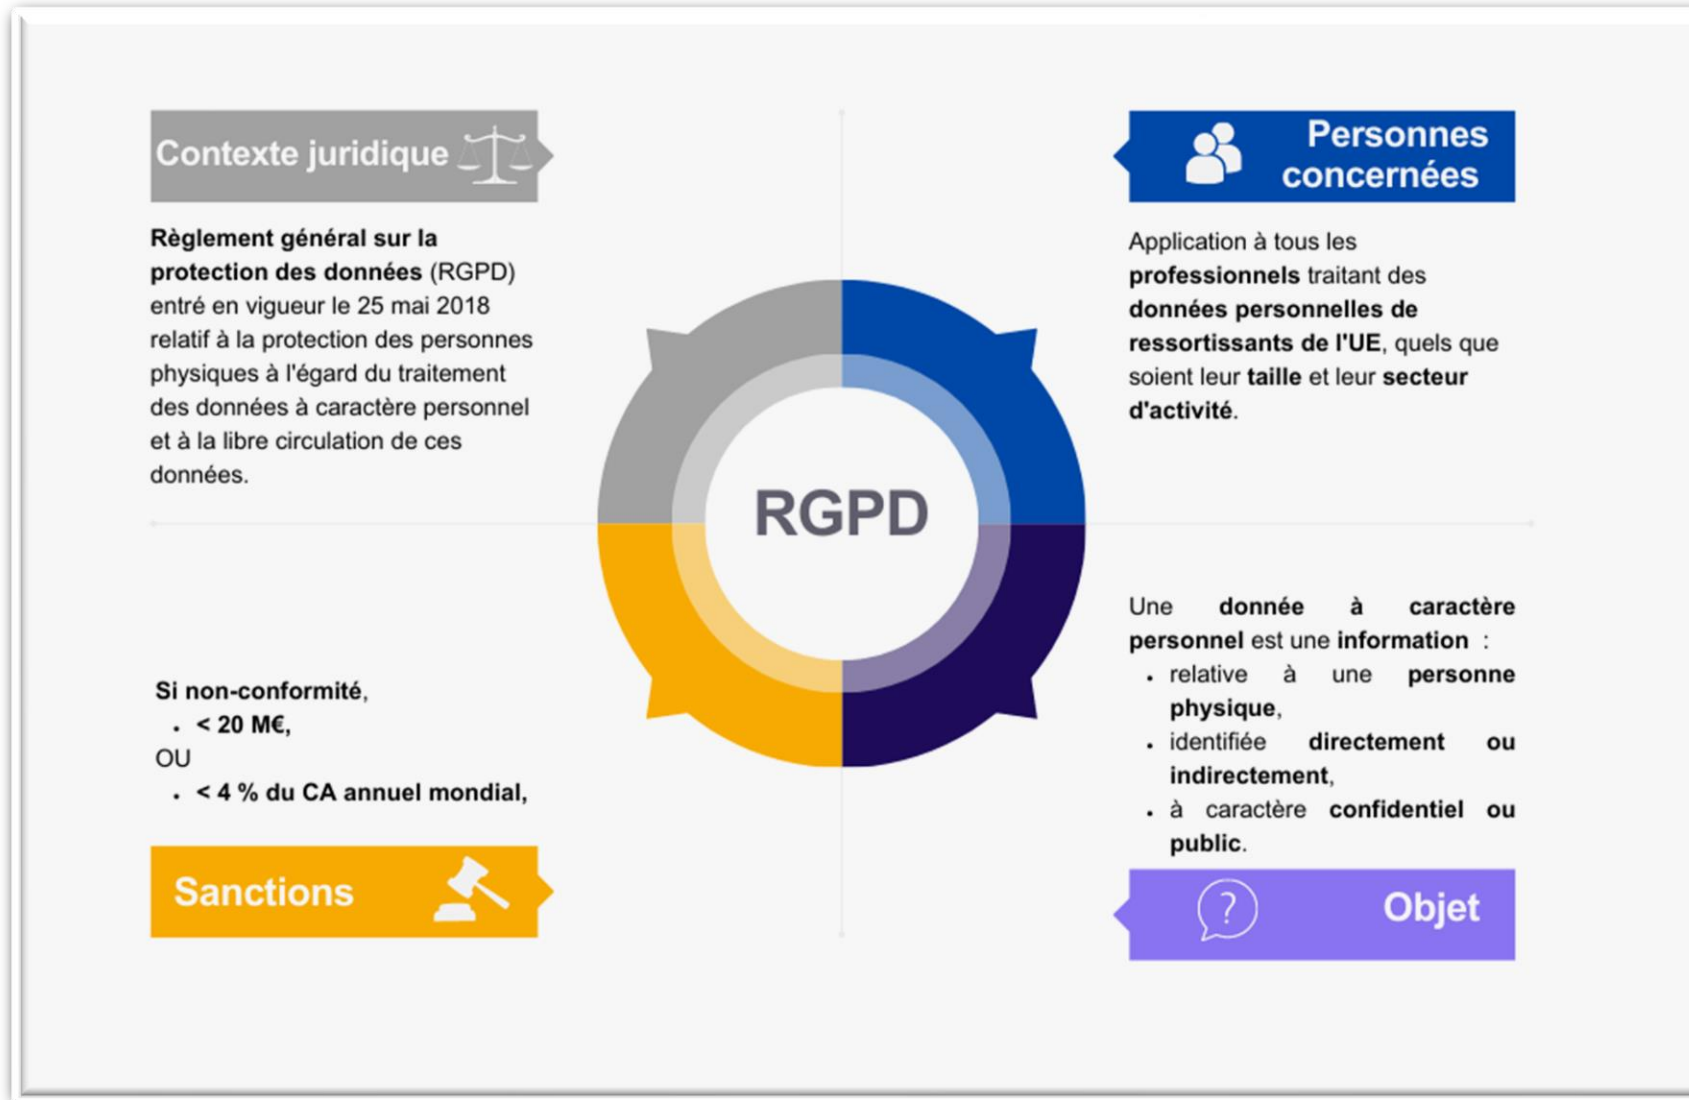 Contexte juridique
Règlement général sur la
protection des données (RGPD)
entré en vigueur le 25 mai 2018
relatif à la protection des personnes
physiques à l'égard du traitement
des données à caractère personnel
et à la libre circulation de ces
données.
Personnes
concernées
Application à tous les
professionnels traitant des
données personnelles de
ressortissants de l'UE, quels que
soient leur taille et leur secteur
d'activité.
RGPD
Si non-conformité,
• < 20 M€,
OU
• < 4 % du CA annuel mondial,
Sanctions
Une donnée à caractère
personnel est une information :
• relative à une personne
physique,
• identifiée directement ou
indirectement,
• à caractère confidentiel ou
public.
?
Objet